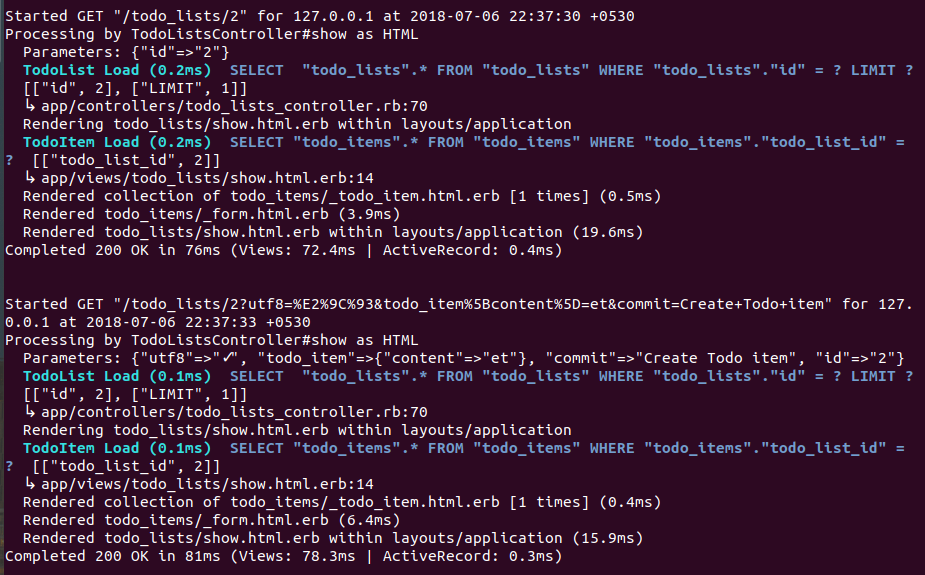 Started GET "/todo_lists/2" for 127.0.0.1 at 2018-07-06 22:37:30 +0530
Processing by TodoListsController#show as HTML
  Parameters: {"id"=>"2"}
  TodoList Load (0.2ms)  SELECT  "todo_lists".* FROM "todo_lists" WHERE "todo_lists"."id" = ? LIMIT ?
  [["id", 2], ["LIMIT", 1]]
  ↳ app/controllers/todo_lists_controller.rb:70
  Rendering todo_lists/show.html.erb within layouts/application
  TodoItem Load (0.2ms)  SELECT "todo_items".* FROM "todo_items" WHERE "todo_items"."todo_list_id" =
?  [["todo_list_id", 2]]
  ↳ app/views/todo_lists/show.html.erb:14
  Rendered collection of todo_items/_todo_item.html.erb [1 times] (0.5ms)
  Rendered todo_items/_form.html.erb (3.9ms)
  Rendered todo_lists/show.html.erb within layouts/application (19.6ms)
Completed 200 OK in 76ms (Views: 72.4ms | ActiveRecord: 0.4ms)
Started GET "/todo_lists/2?utf8=%E2%9C%93&todo_item%5Bcontent%5D=et&commit=Create+Todo+item" for 127.
0.0.1 at 2018-07-06 22:37:33 +0530
Processing by TodoListsController#show as HTML
  Parameters: {"utf8"=>"✓", "todo_item"=>{"content"=>"et"}, "commit"=>"Create Todo item", "id"=>"2"}
  TodoList Load (0.1ms)  SELECT  "todo_lists".* FROM "todo_lists" WHERE "todo_lists"."id" = ? LIMIT ?
  [["id", 2], ["LIMIT", 1]]
  ↳ app/controllers/todo_lists_controller.rb:70
  Rendering todo_lists/show.html.erb within layouts/application
  TodoItem Load (0.1ms)  SELECT "todo_items".* FROM "todo_items" WHERE "todo_items"."todo_list_id" =
?  [["todo_list_id", 2]]
  ↳ app/views/todo_lists/show.html.erb:14
  Rendered collection of todo_items/_todo_item.html.erb [1 times] (0.4ms)
  Rendered todo_items/_form.html.erb (6.4ms)
  Rendered todo_lists/show.html.erb within layouts/application (15.9ms)
Completed 200 OK in 81ms (Views: 78.3ms | ActiveRecord: 0.3ms)